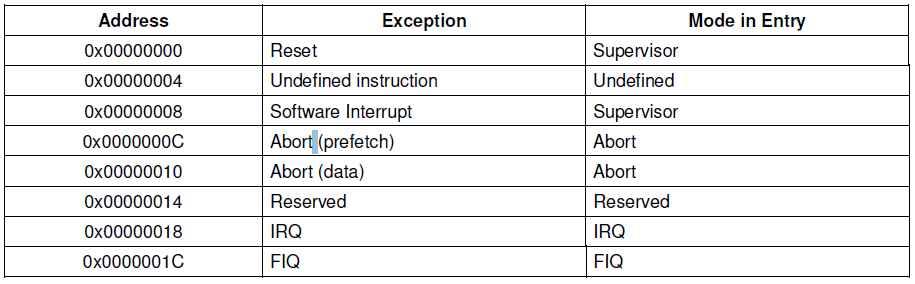 Address Exception Mode in Entry
0x00000000 Reset Supervisor
0x00000004 Undefined instruction Undefined
0x00000008 Software Interrupt Supervisor
0x0000000C Abort (prefetch) Abort
0x00000010 Abort (data) Abort
0x00000014 Reserved Reserved
0x00000018 IRQ IRQ
0x0000001C FIQ FIQ